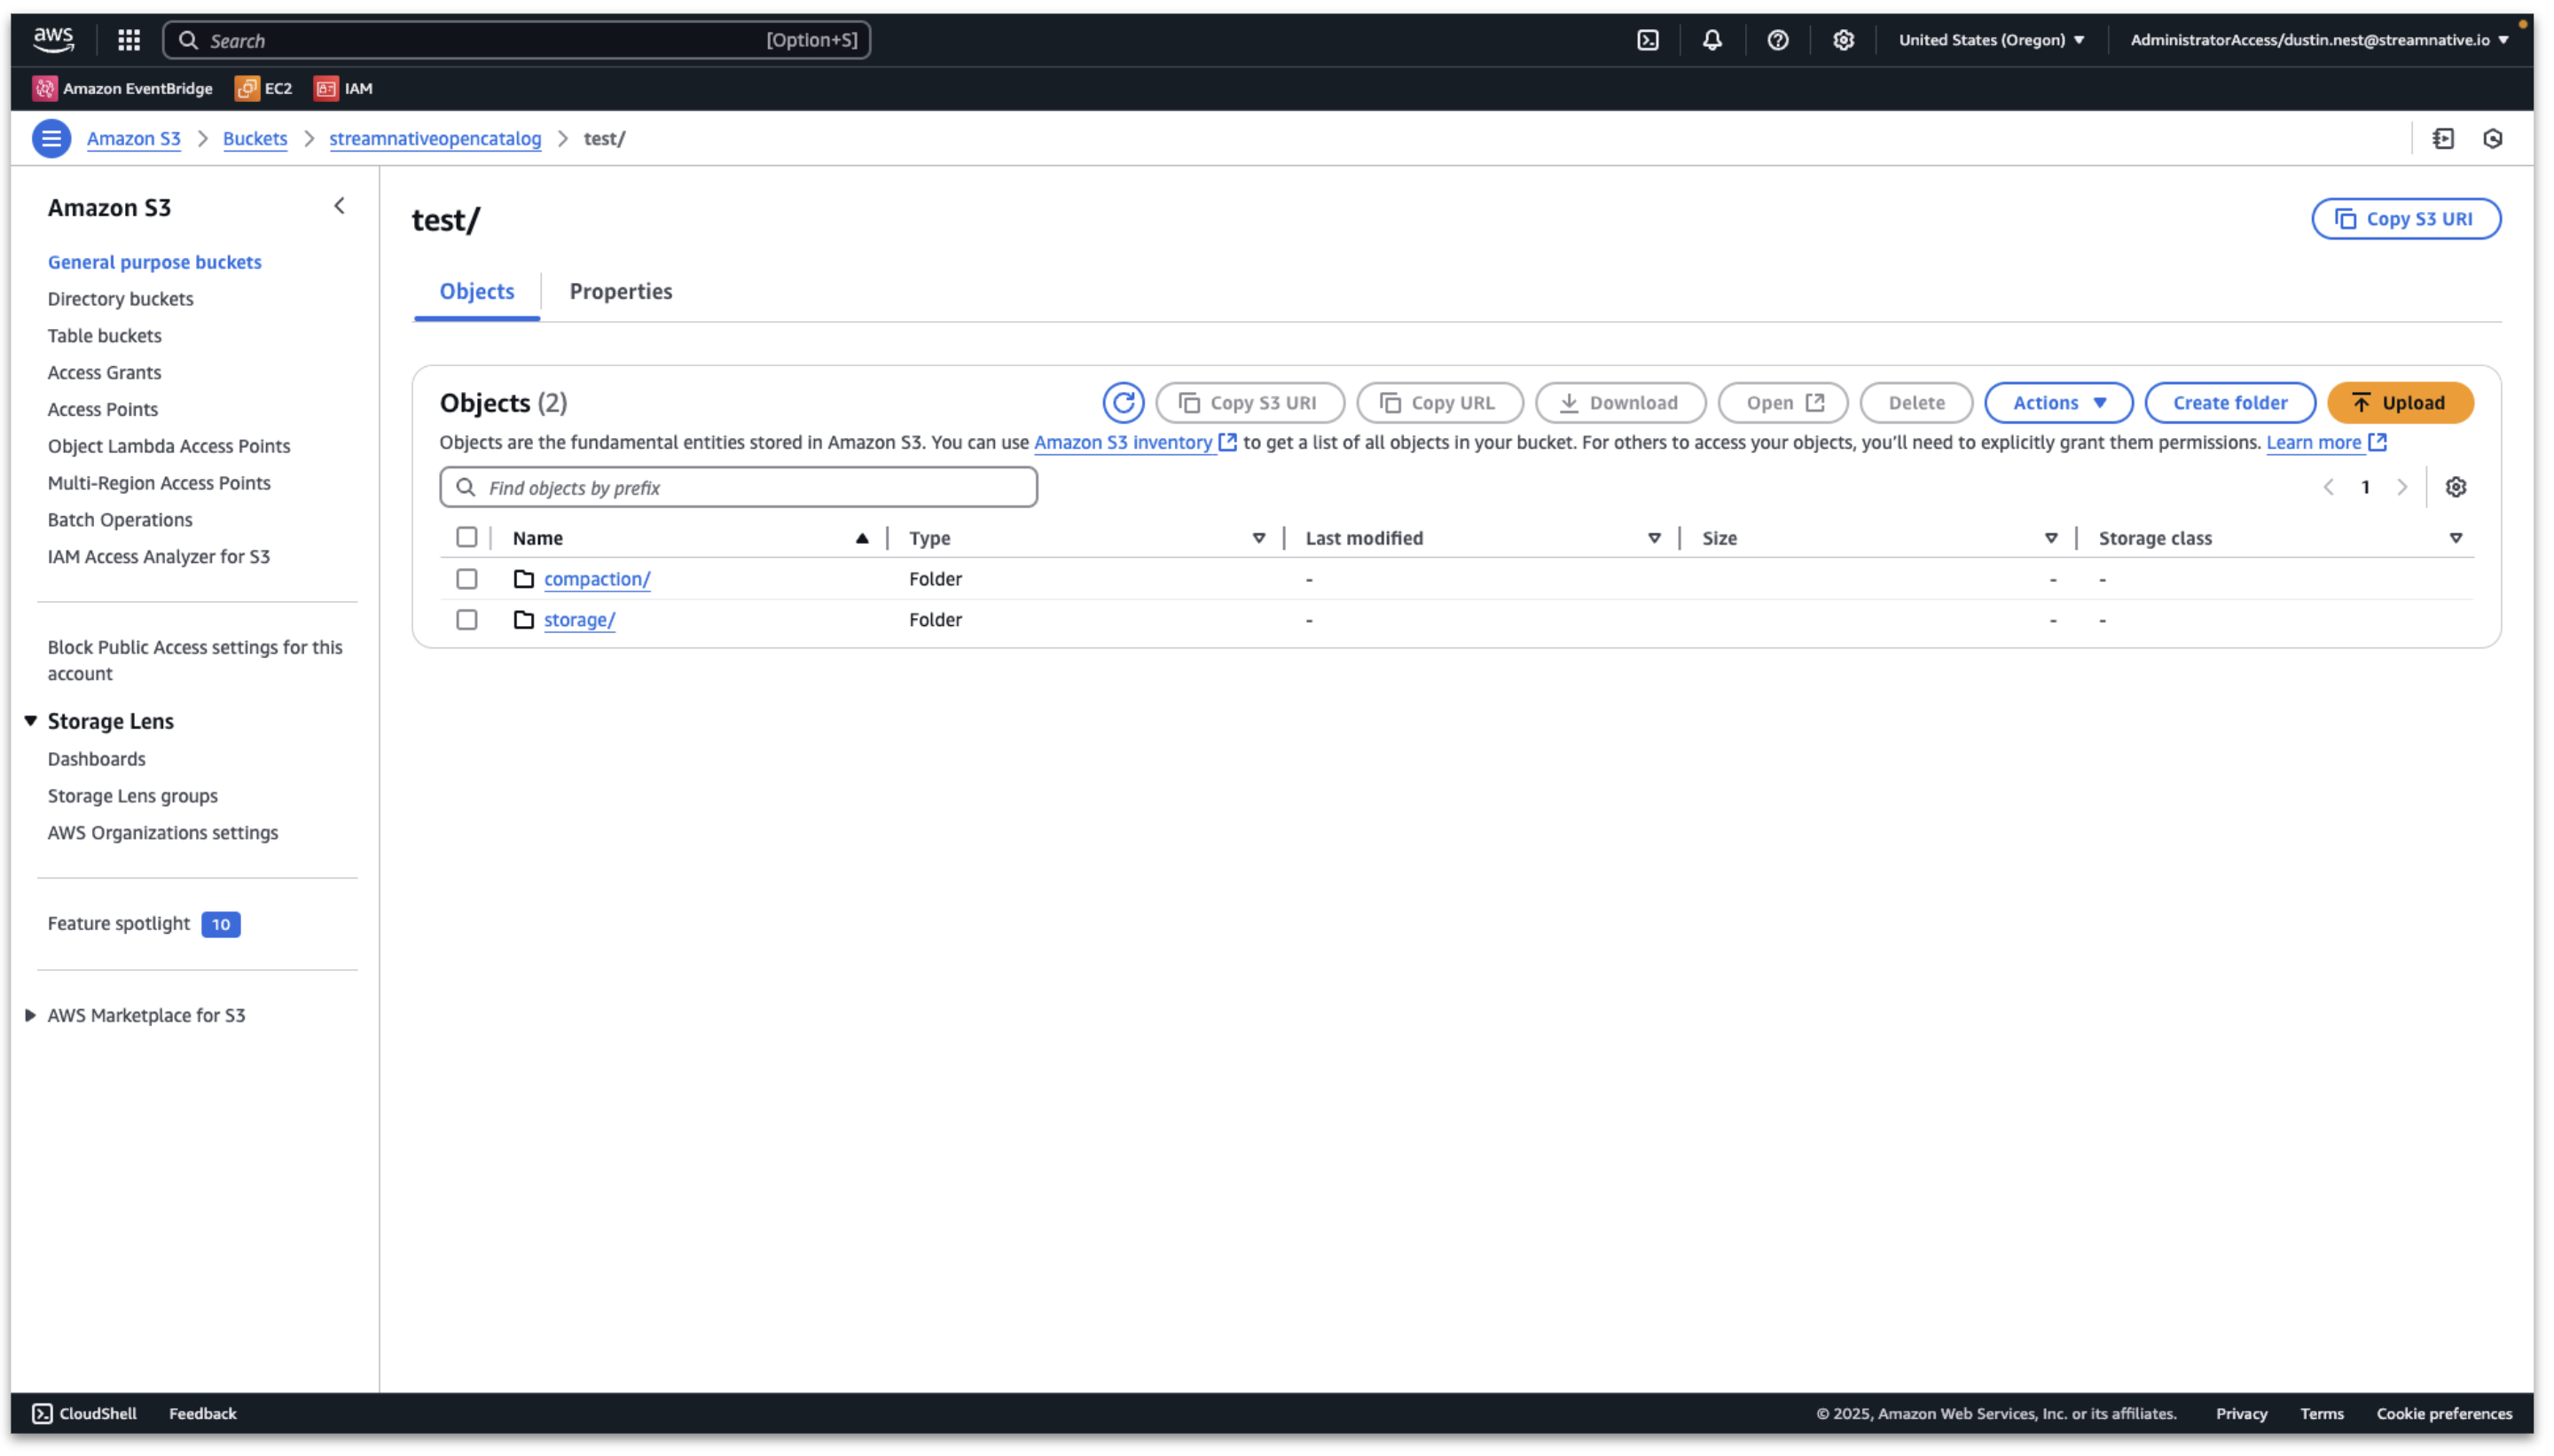 aws
Search [Option+S]
United States (Oregon)
AdministratorAccess/dustin.nest@streamnative.io
Amazon EventBridge
EC2
IAM
Amazon S3
Buckets
streamnativeopencatalog
test/
Amazon S3
General purpose buckets
Directory buckets
Table buckets
Access Grants
Access Points
Object Lambda Access Points
Multi-Region Access Points
Batch Operations
IAM Access Analyzer for S3
Block Public Access settings for this
account
Storage Lens
Dashboards
Storage Lens groups
AWS Organizations settings
Feature spotlight 10
AWS Marketplace for S3
test/
Copy S3 URI
Objects
Properties
Objects (2)
Copy S3 URI
Copy URL
Download
Open
Delete
Actions
Create folder
Upload
Objects are the fundamental entities stored in Amazon S3. You can use Amazon S3 inventory to get a list of all objects in your bucket. For others to access your objects, you'll need to explicitly grant them permissions. Learn more
Find objects by prefix
1
Name Type Last modified Size Storage class
compaction/ Folder - - -
storage/ Folder - - -
CloudShell
Feedback
© 2025, Amazon Web Services, Inc. or its affiliates.
Privacy
Terms
Cookie preferences